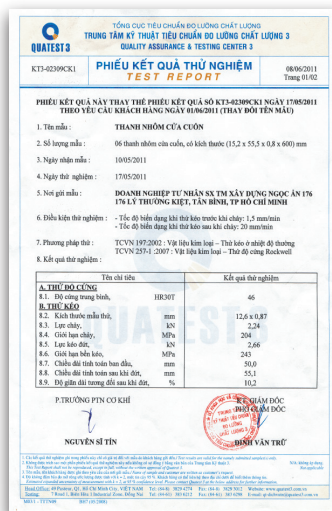 TỔNG CỤC TIÊU CHUẨN ĐO LƯỜNG CHẤT LƯỢNG
TRUNG TÂM KỸ THUẬT TIÊU CHUẨN ĐO LƯỜNG CHẤT LƯỢNG 3
QUALITY ASSURANCE & TESTING CENTER 3
QUATEST 3
KT3-02309CK1
PHIẾU KẾT QUẢ THỬ NGHIỆM
TEST REPORT
08/06/2011
Trang 01/02
PHIẾU KẾT QUẢ NÀY THAY THẾ PHIẾU KẾT QUẢ SỐ KT3-02309CK1 NGÀY 17/05/2011
THEO YÊU CẦU KHÁCH HÀNG NGÀY 01/06/2011 (THAY ĐỔI TÊN MẪU)
1. Tên mẫu : THANH NHÔM CỬA CUỐN
2. Số lượng mẫu : 06 thanh nhôm cửa cuốn, có kích thước (15,2 x 55,5 x 0,8 x 600) mm
3. Ngày nhận mẫu : 10/05/2011
4. Ngày thử nghiệm : 17/05/2011
5. Nơi gửi mẫu : DOANH NGHIỆP TƯ NHÂN SX TM XÂY DỰNG NGỌC ÂN 176
176 LÝ THƯỜNG KIỆT, TÂN BÌNH, TP HỒ CHÍ MINH
6. Điều kiện thử nghiệm : - Tốc độ biến dạng khi thử kéo trước khi chảy: 1,5 mm/min
- Tốc độ biến dạng khi thử kéo sau khi chảy: 20 mm/min
7. Phương pháp thử : TCVN 197:2002 : Vật liệu kim loại – Thử kéo ở nhiệt độ thường
TCVN 257-1 :2007 : Vật liệu kim loại – Thử độ cứng Rockwell
8. Kết quả thử nghiệm :
Tên chỉ tiêu Kết quả thử nghiệm
A. THỬ ĐỘ CỨNG
8.1. Độ cứng trung bình, HR30T 46
B. THỬ KÉO
8.2. Kích thước mẫu thử, mm 12,6 x 0,87
8.3. Lực chảy, kN 2,24
8.4. Giới hạn chảy, MPa 204
8.5. Lực kéo đứt, kN 2,66
8.6. Giới hạn bền kéo, MPa 243
8.7. Chiều dài tính toán ban đầu, mm 50,0
8.8. Chiều dài tính toán sau khi đứt, mm 55,1
8.9. Độ giãn dài tương đối sau khi đứt, % 10,2
P.TRƯỞNG PTN CƠ KHÍ
KT. GIÁM ĐỐC
PHÓ GIÁM ĐỐC
NGUYỄN SĨ TÍN